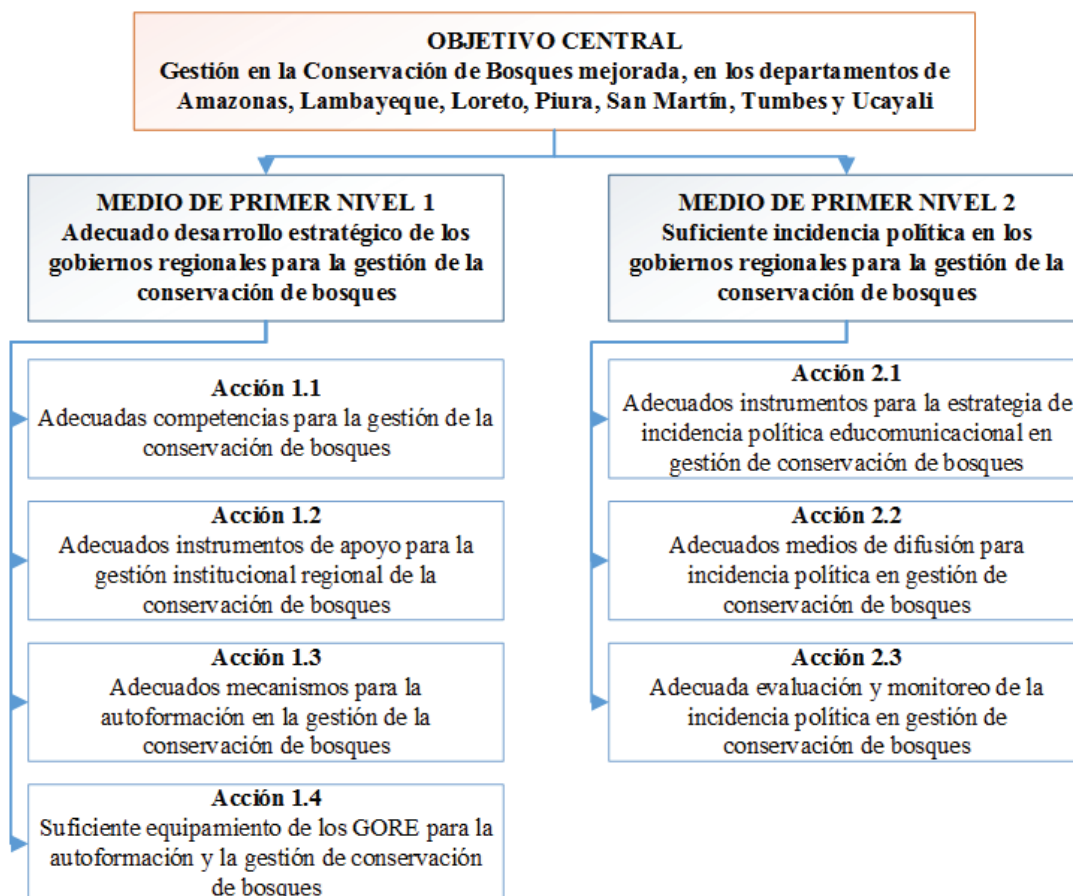 OBJETIVO CENTRAL
Gestión en la Conservación de Bosques mejorada, en los departamentos de
Amazonas, Lambayeque, Loreto, Piura, San Martín, Tumbes y Ucayali
MEDIO DE PRIMER NIVEL 1
Adecuado desarrollo estratégico de los
gobiernos regionales para la gestión de la
conservación de bosques
Acción 1.1
Adecuadas competencias para la gestión de la
conservación de bosques
Acción 1.2
Adecuados instrumentos de apoyo para la
gestión institucional regional de la
conservación de bosques
Acción 1.3
Adecuados mecanismos para la
autoformación en la gestión de la
conservación de bosques
Acción 1.4
Suficiente equipamiento de los GORE para la
autoformación y la gestión de conservación
de bosques
MEDIO DE PRIMER NIVEL 2
Suficiente incidencia política en los
gobiernos regionales para la gestión de la
conservación de bosques
Acción 2.1
Adecuados instrumentos para la estrategia de
incidencia política educomunicacional en
gestión de conservación de bosques
Acción 2.2
Adecuados medios de difusión para
incidencia política en gestión de
conservación de bosques
Acción 2.3
Adecuada evaluación y monitoreo de la
incidencia política en gestión de
conservación de bosques